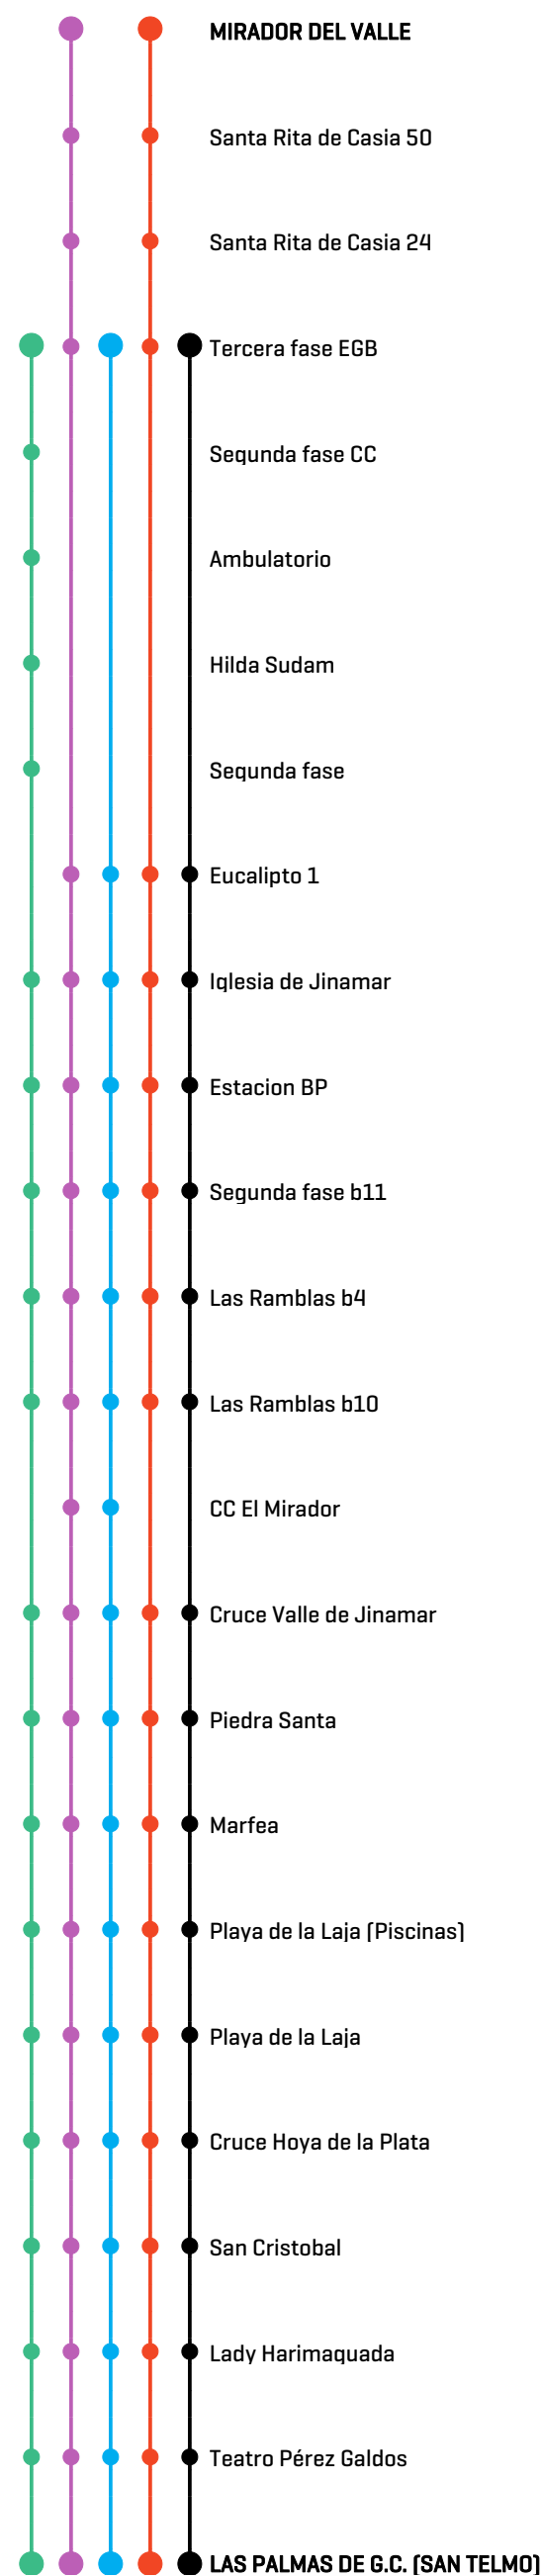 MIRADOR DEL VALLE
Santa Rita de Casia 50
Santa Rita de Casia 24
Tercera fase EGB
Segunda fase CC
Ambulatorio
Hilda Sudam
Segunda fase
Eucalipto 1
Iglesia de Jinamar
Estacion BP
Segunda fase b11
Las Ramblas b4
Las Ramblas b10
CC El Mirador
Cruce Valle de Jinamar
Piedra Santa
Marfea
Playa de la Laja (Piscinas)
Playa de la Laja
Cruce Hoya de la Plata
San Cristobal
Lady Harimaguada
Teatro Pérez Galdos
LAS PALMAS DE G.C. (SAN TELMO)